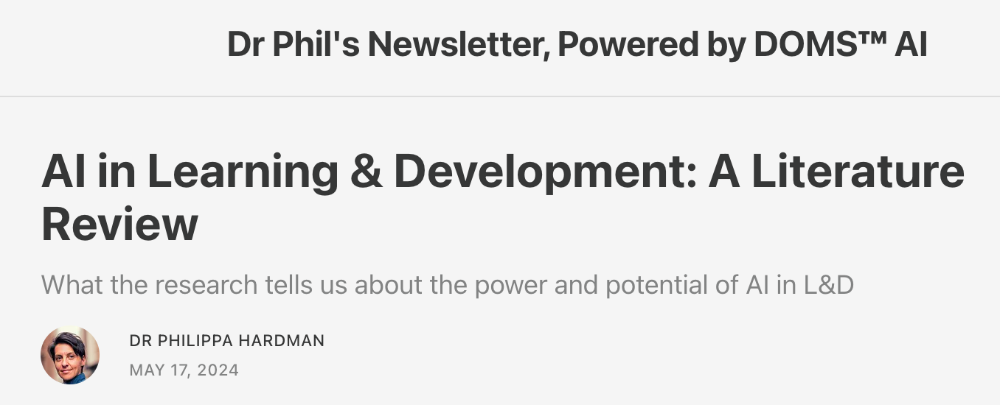 Dr Phil's Newsletter, Powered by DOMS™ AI
AI in Learning & Development: A Literature
Review
What the research tells us about the power and potential of AI in L&D
DR PHILIPPA HARDMAN
MAY 17, 2024